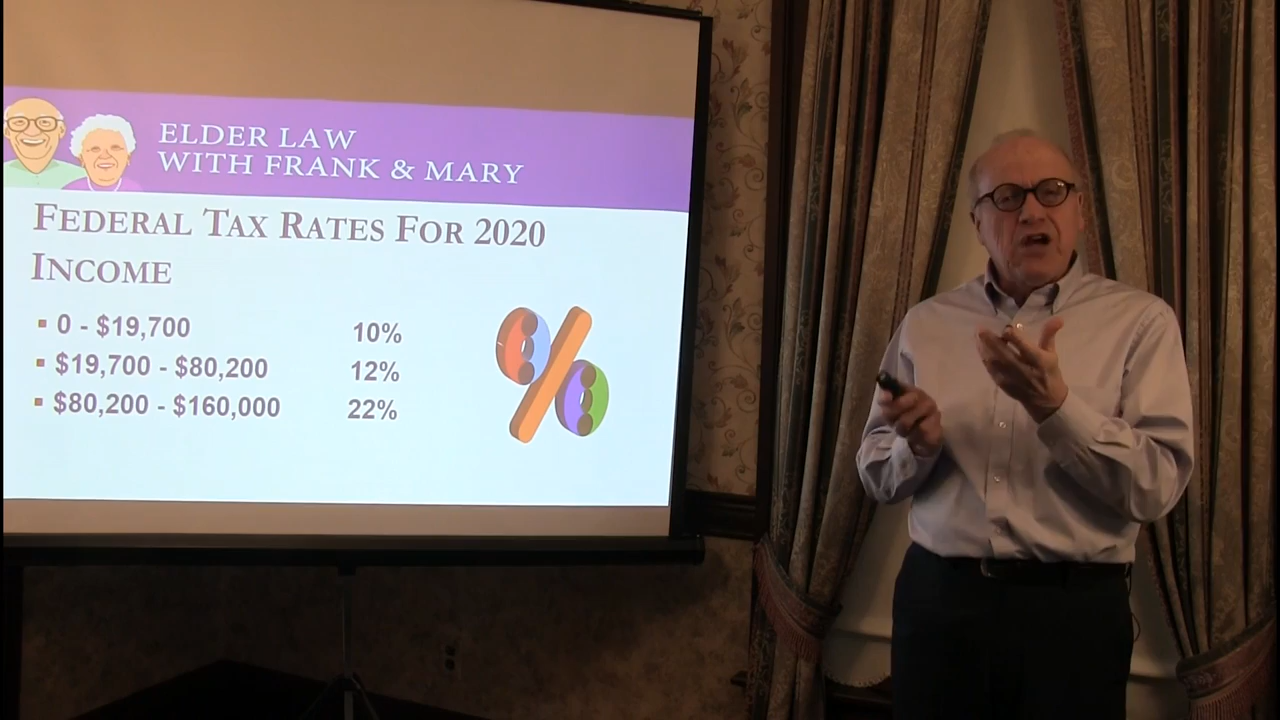 ELDER LAW
WITH FRANK & MARY
FEDERAL TAX RATES FOR 2020
INCOME
0 - $19,700 10%
$19,700 - $80,200 12%
$80,200 - $160,000 22%